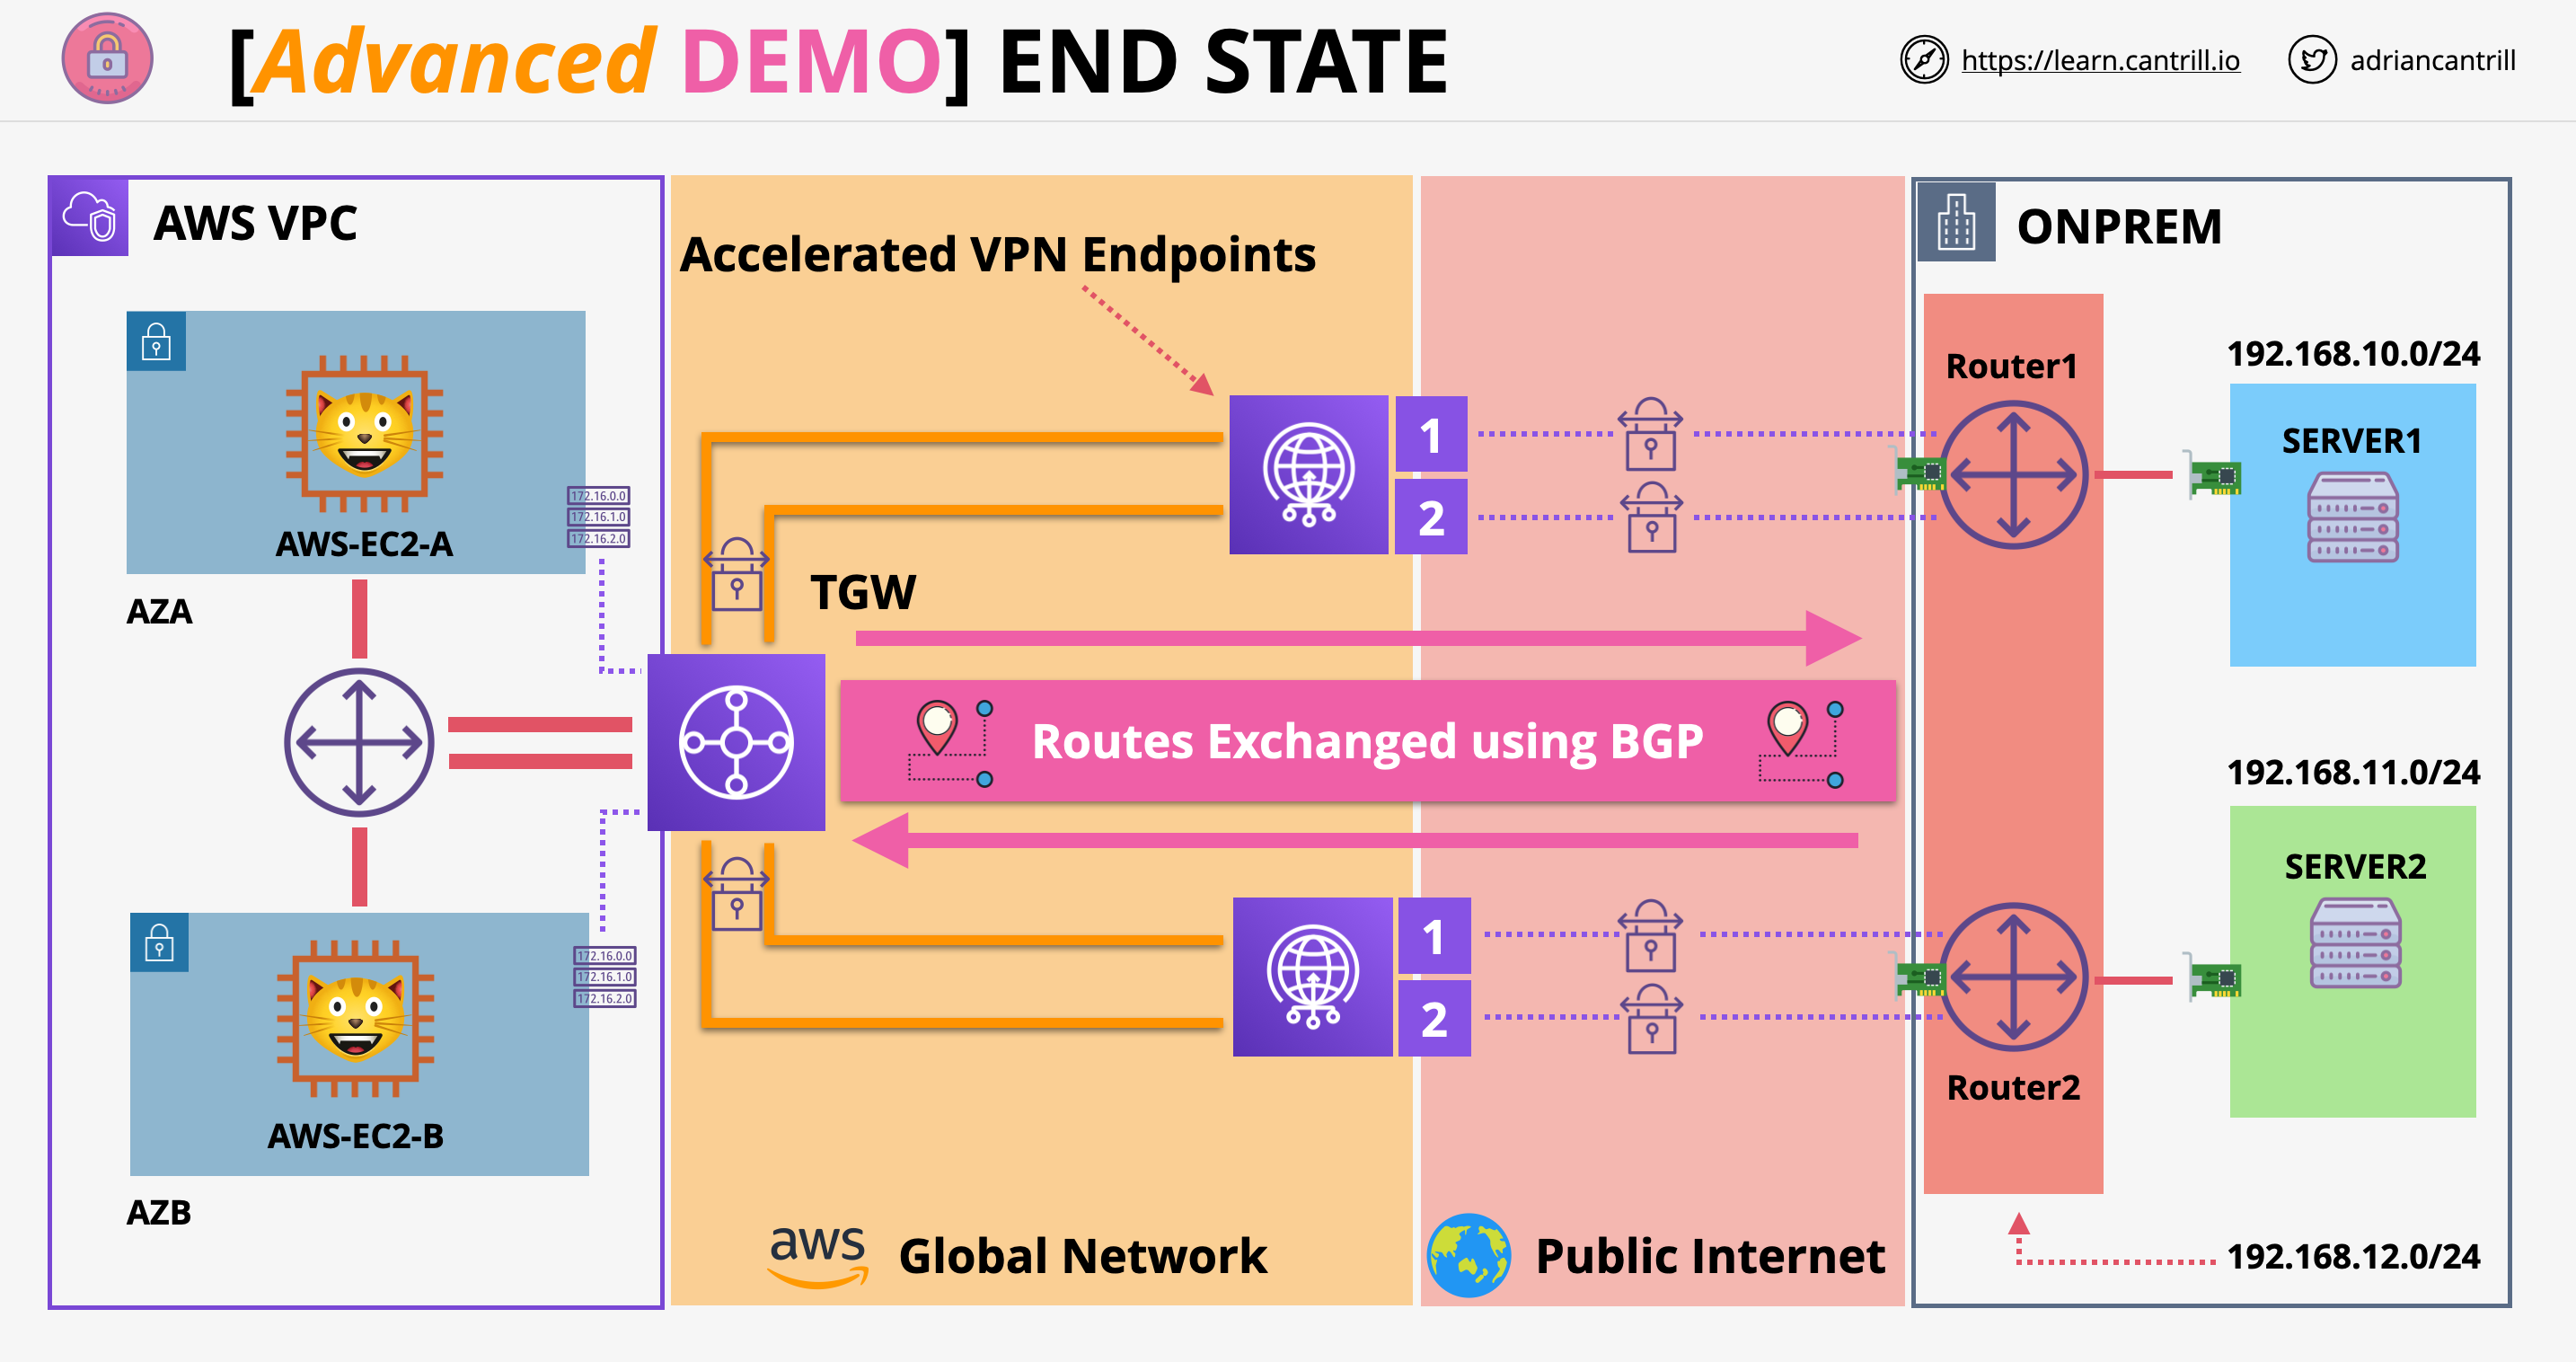 [Advanced DEMO] END STATE
https://learn.cantrill.io
adriancantrill
AWS VPC
ONPREM
Accelerated VPN Endpoints
192.168.10.0/24
Router1
1
SERVER1
172.16.0.0
172.16.1.0
172.16.2.0
2
AWS-EC2-A
TGW
AZA
Routes Exchanged using BGP
192.168.11.0/24
SERVER2
1
172.16.0.0
172.16.1.0
172.16.2.0
2
Router2
AWS-EC2-B
AZB
aws
Global Network
Public Internet
192.168.12.0/24